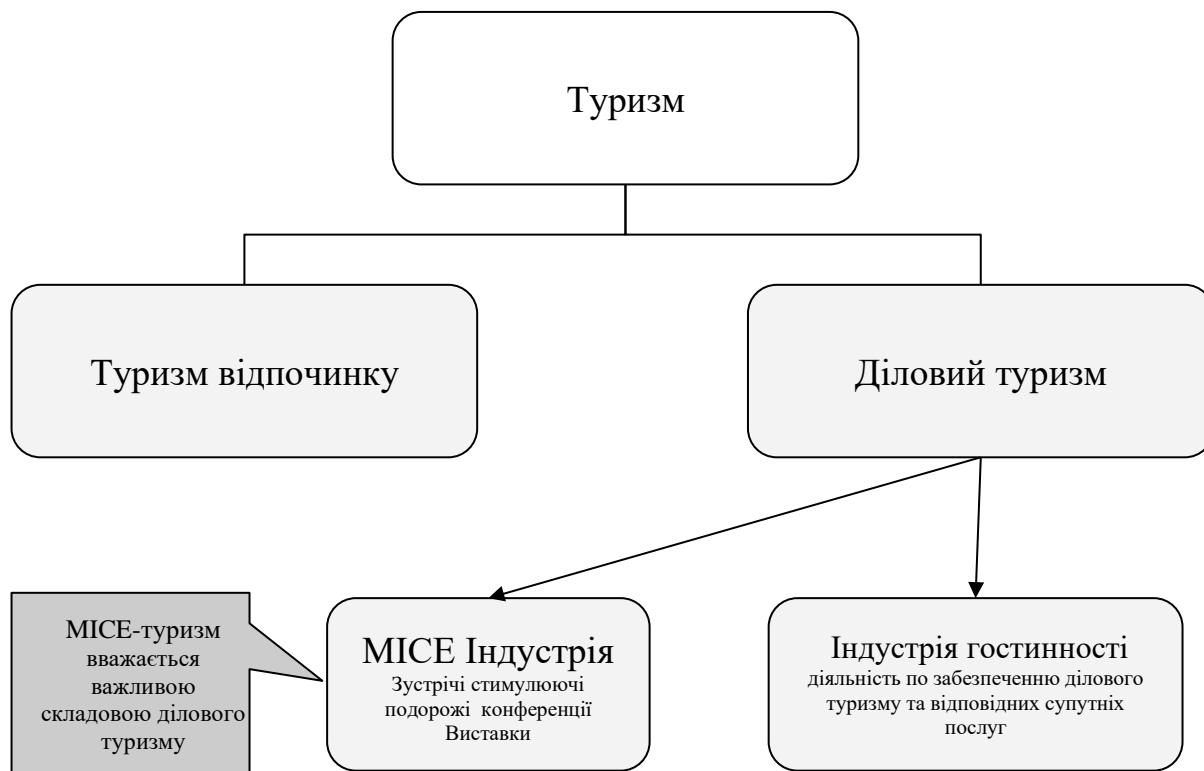 Туризм
Туризм відпочинку
Діловий туризм
MICE-туризм
вважається
важливою
складовою ділового
туризму
MICE Індустрія
Зустрічі стимулюючі
подорожі конференції
Виставки
Індустрія гостинності
діяльність по забезпеченню ділового
туризму та відповідних супутніх
послуг